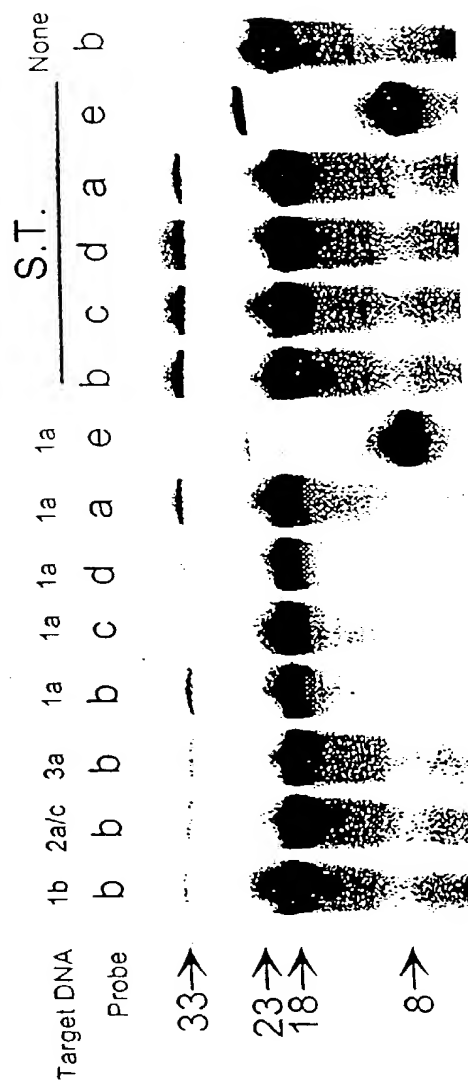 S.T.
Target DNA 1b 2a/c 3a 1a 1a 1a 1a 1a None
Probe b b b b c d a e b c d a e b
33→
23→
18→
8→